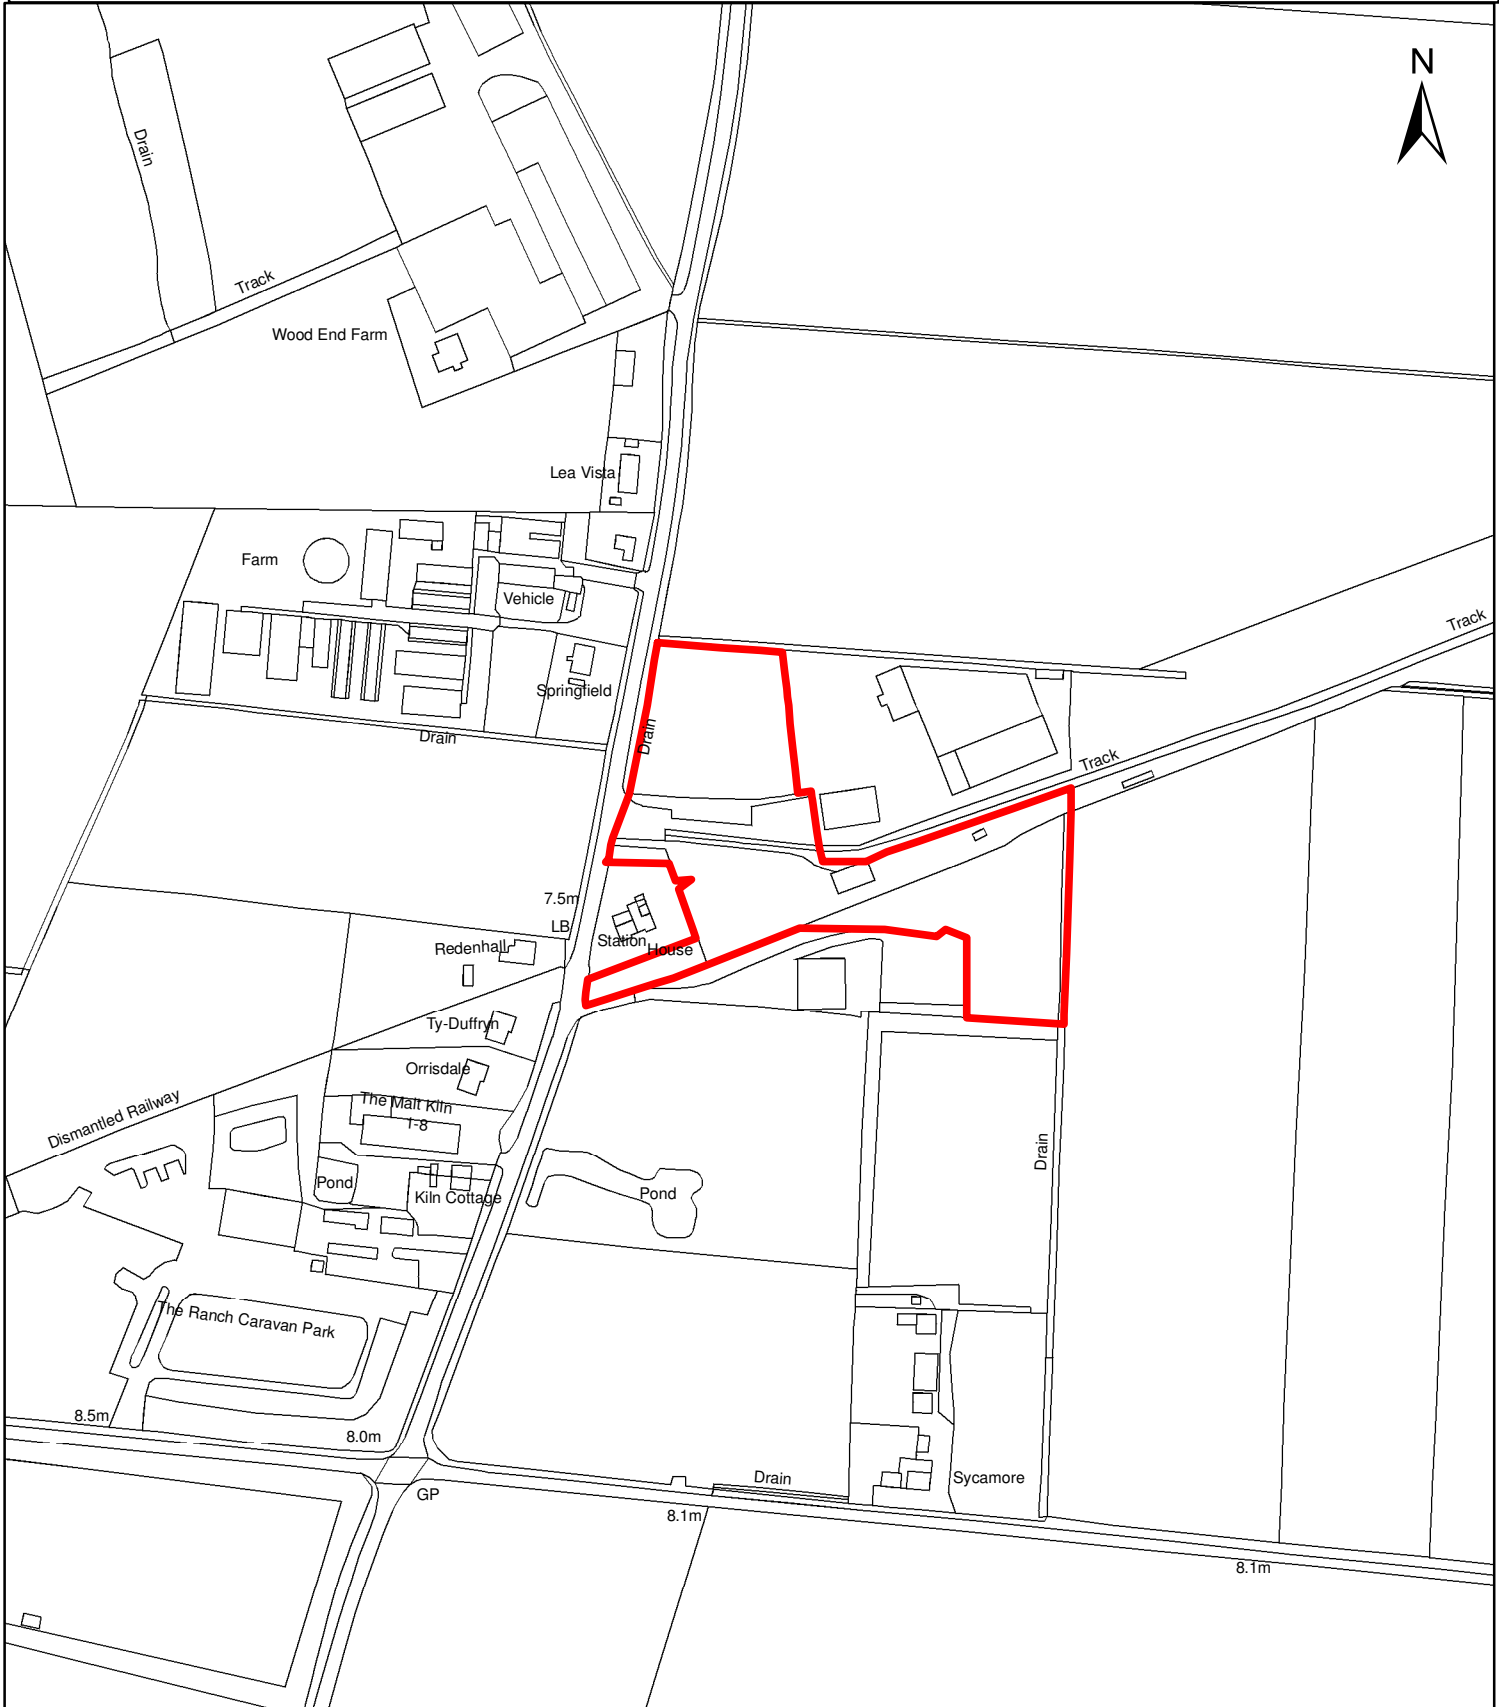 N
Drain
Track
Wood End Farm
Lea Vista
Farm
Vehicle
Track
Springfield
Drain
Drain
Track
7.5m
LB
Station
House
Redenhall
Ty-Duffryn
Orrisdale
The Malt Kiln
1-8
Dismantled Railway
Drain
Pond
Kiln Cottage
Pond
The Ranch Caravan Park
8.5m
8.0m
Drain
Sycamore
GP
8.1m
8.1m